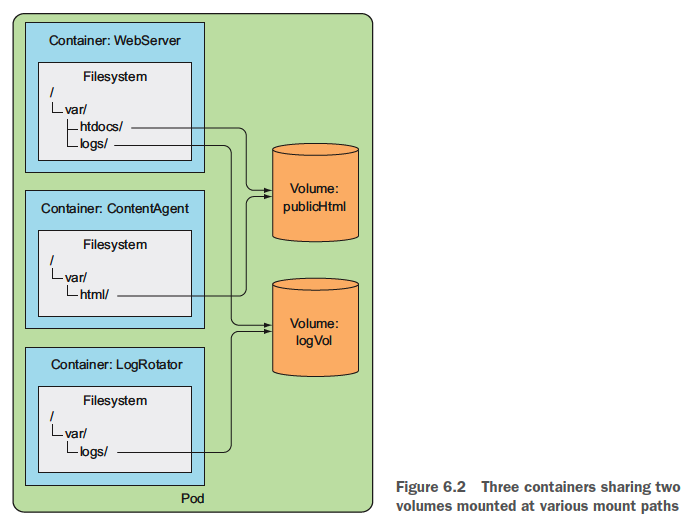 Container: WebServer
Filesystem
/
var/
htdocs/
logs/
Container: ContentAgent
Filesystem
/
var/
html/
Container: LogRotator
Filesystem
/
var/
logs/
Volume:
publicHtml
Volume:
logVol
Pod
Figure 6.2 Three containers sharing two
volumes mounted at various mount paths